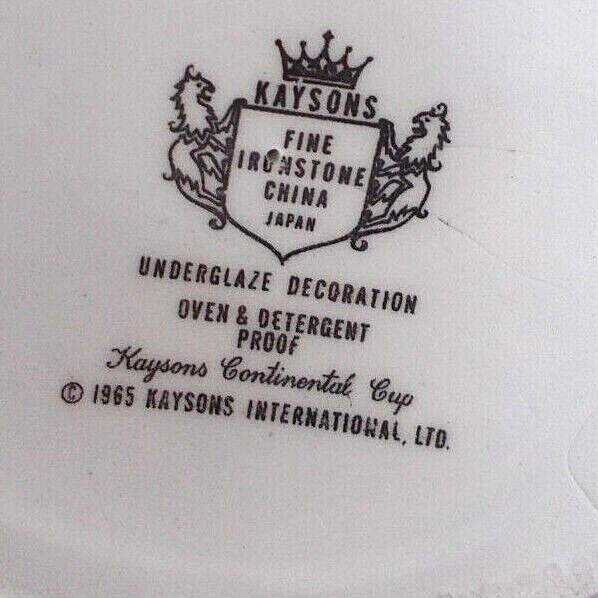 KAYSONS
FINE
IRONSTONE
CHINA
JAPAN
UNDERGLAZE DECORATION
OVEN & DETERGENT
PROOF
Kaysons Continental Cup
© 1965 KAYSONS INTERNATIONAL, LTD.